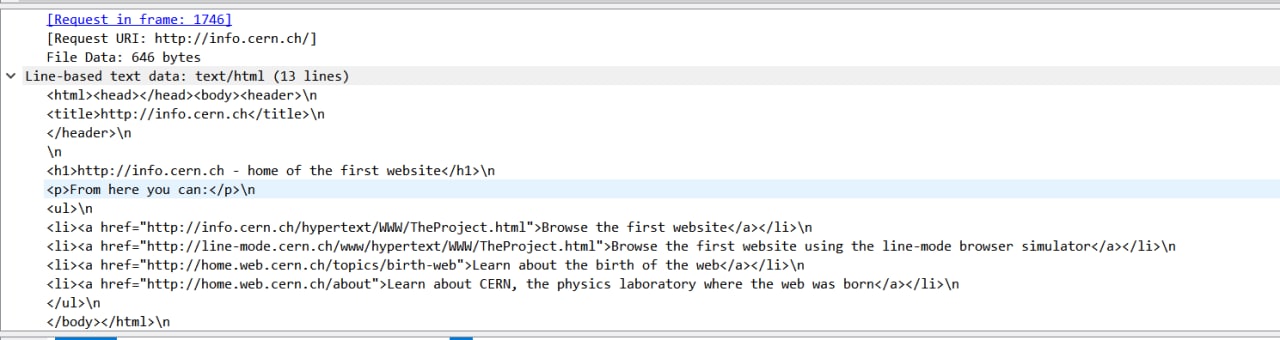 [Request in frame: 1746]
[Request URI: http://info.cern.ch/]
File Data: 646 bytes
Line-based text data: text/html (13 lines)
<html><head></head><body><header>\n
<title>http://info.cern.ch</title>\n
</header>\n
\n
<h1>http://info.cern.ch - home of the first website</h1>\n
<p>From here you can:</p>\n
<ul>\n
<li><a href="http://info.cern.ch/hypertext/WWW/TheProject.html">Browse the first website</a></li>\n
<li><a href="http://line-mode.cern.ch/www/hypertext/WWW/TheProject.html">Browse the first website using the line-mode browser simulator</a></li>\n
<li><a href="http://home.web.cern.ch/topics/birth-web">Learn about the birth of the web</a></li>\n
<li><a href="http://home.web.cern.ch/about">Learn about CERN, the physics laboratory where the web was born</a></li>\n
</ul>\n
</body></html>\n